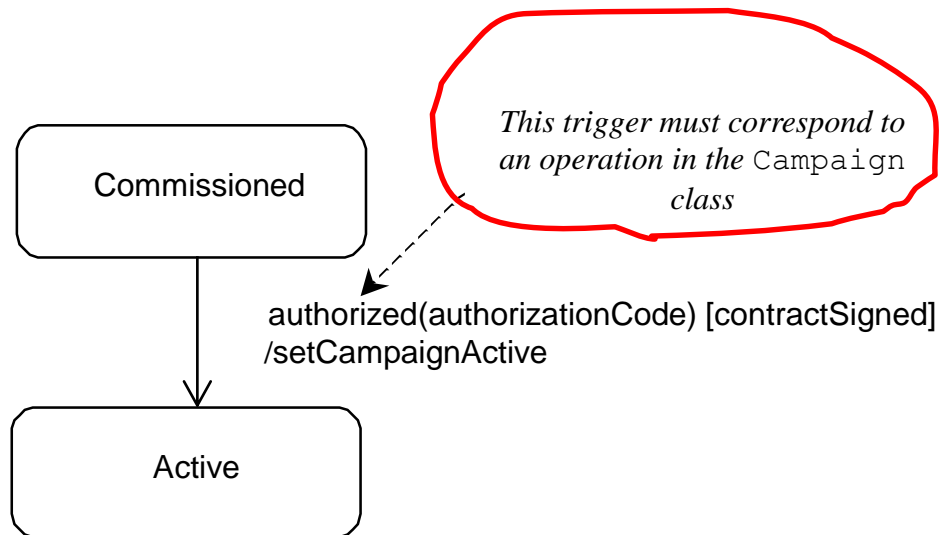 This trigger must correspond to
an operation in the Campaign
class
Commissioned
authorized(authorizationCode) [contractSigned]
/setCampaignActive
Active